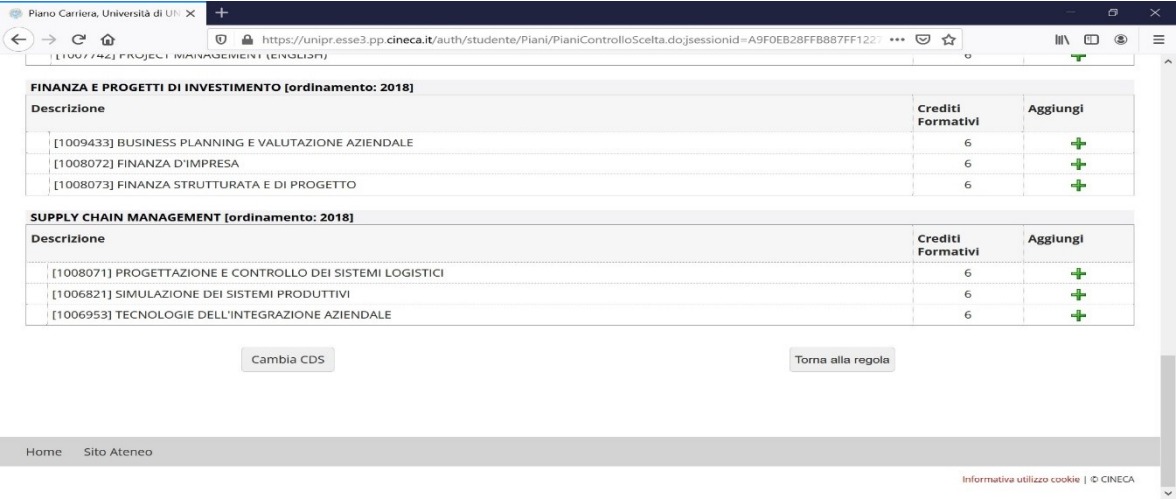 Piano Carriera, Università di UN
https://unipr.esse3.pp.cineca.it/auth/studente/Piani/PianiControlloScelta.do;jsessionid=A9F0EB28FFB887FF122
[1007742] PROJECT MANAGEMENT (ENGLISH) 6
FINANZA E PROGETTI DI INVESTIMENTO [ordinamento: 2018]
Descrizione Crediti Formativi Aggiungi
[1009433] BUSINESS PLANNING E VALUTAZIONE AZIENDALE 6
[1008072] FINANZA D'IMPRESA 6
[1008073] FINANZA STRUTTURATA E DI PROGETTO 6
SUPPLY CHAIN MANAGEMENT [ordinamento: 2018]
Descrizione Crediti Formativi Aggiungi
[1008071] PROGETTAZIONE E CONTROLLO DEI SISTEMI LOGISTICI 6
[1006821] SIMULAZIONE DEI SISTEMI PRODUTTIVI 6
[1006953] TECNOLOGIE DELL'INTEGRAZIONE AZIENDALE 6
Cambia CDS Torna alla regola
Home Sito Ateneo
Informativa utilizzo cookie | © CINECA